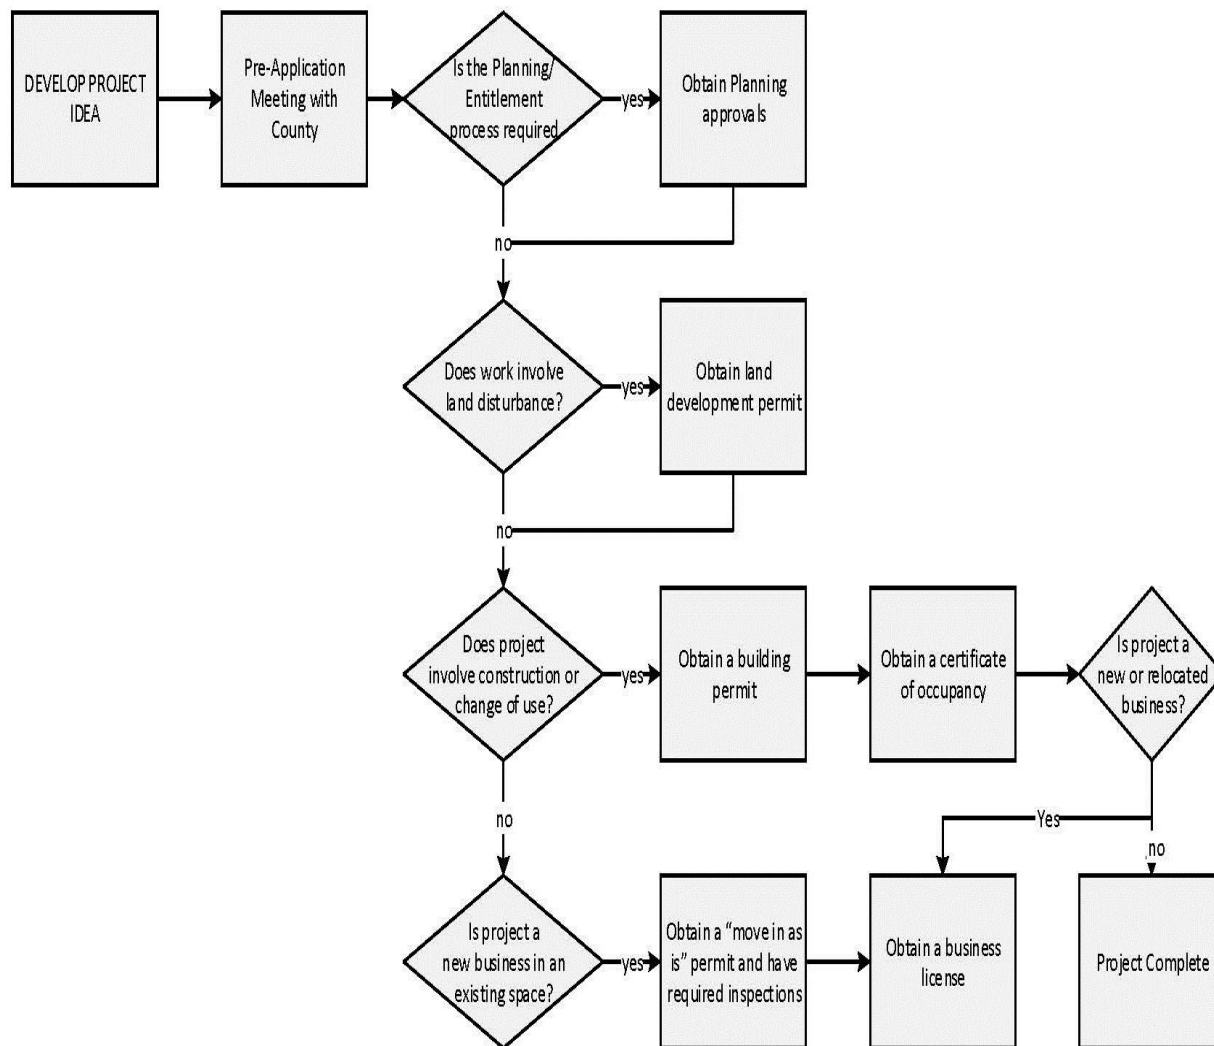 DEVELOP PROJECT
IDEA
Pre-Application
Meeting with
County
Is the Planning/
Entitlement
process required
yes
Obtain Planning
approvals
no
Does work involve
land disturbance?
yes
Obtain land
development permit
no
Does project
involve construction or
change of use?
yes
Obtain a building
permit
Obtain a certificate
of occupancy
Is project a
new or relocated
business?
no
Yes
no
Is project a
new business in an
existing space?
yes
Obtain a “move in as
is” permit and have
required inspections
Obtain a business
license
Project Complete